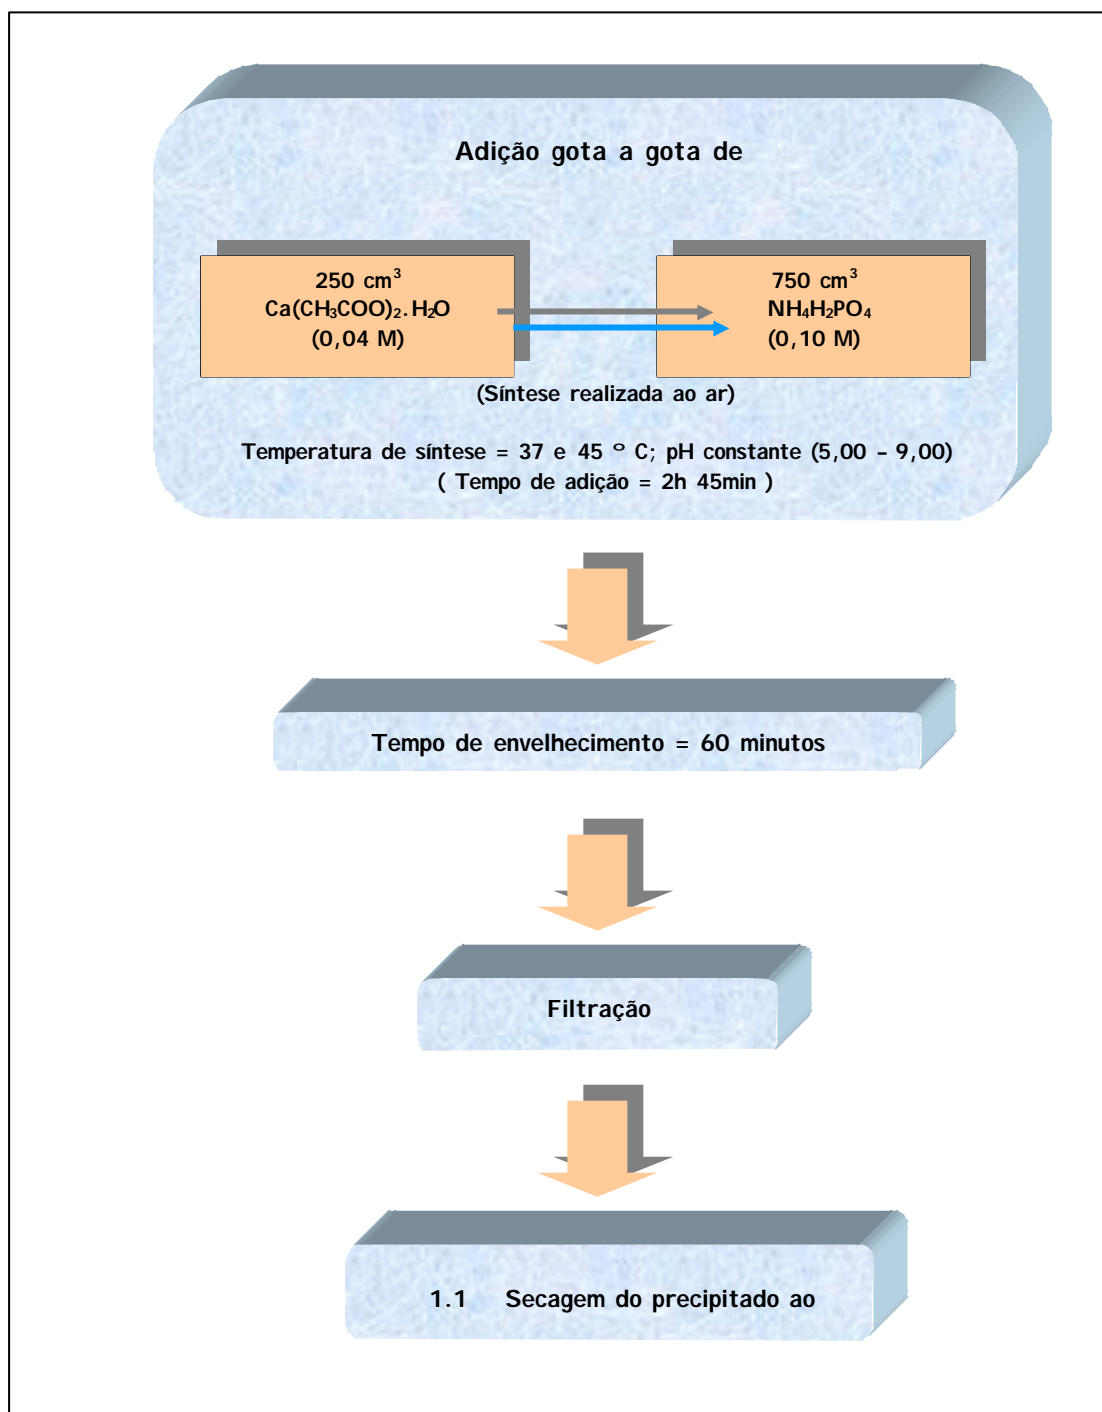 Adição gota a gota de
250 cm³
Ca(CH₃COO)₂.H₂O
(0,04 M)
750 cm³
NH₄H₂PO₄
(0,10 M)
(Síntese realizada ao ar)
Temperatura de síntese = 37 e 45 º C; pH constante (5,00 – 9,00)
( Tempo de adição = 2h 45min )
Tempo de envelhecimento = 60 minutos
Filtração
1.1 Secagem do precipitado ao